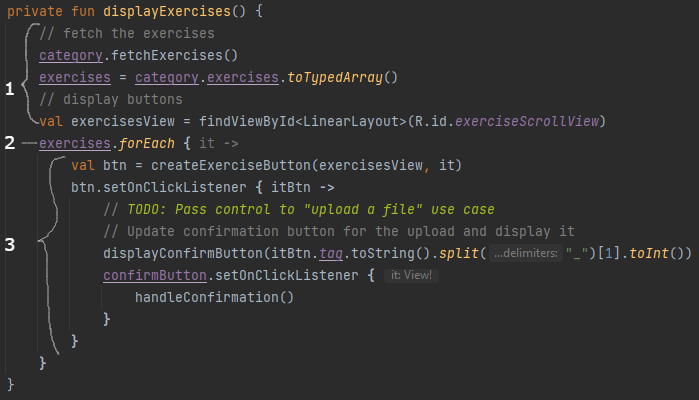 private fun displayExercises() {
// fetch the exercises
category.fetchExercises()
exercises = category.exercises.toTypedArray()
1
// display buttons
val exercisesView = findViewById<LinearLayout>(R.id.exerciseScrollView)
2 exercises.forEach { it ->
val btn = createExerciseButton(exercisesView, it)
btn.setOnClickListener { itBtn ->
// TODO: Pass control to "upload a file" use case
// Update confirmation button for the upload and display it
3 displayConfirmButton(itBtn.tag.toString().split( ...delimiters: "_")[1].toInt())
confirmButton.setOnClickListener { it: View!
handleConfirmation()
}
}
}
}